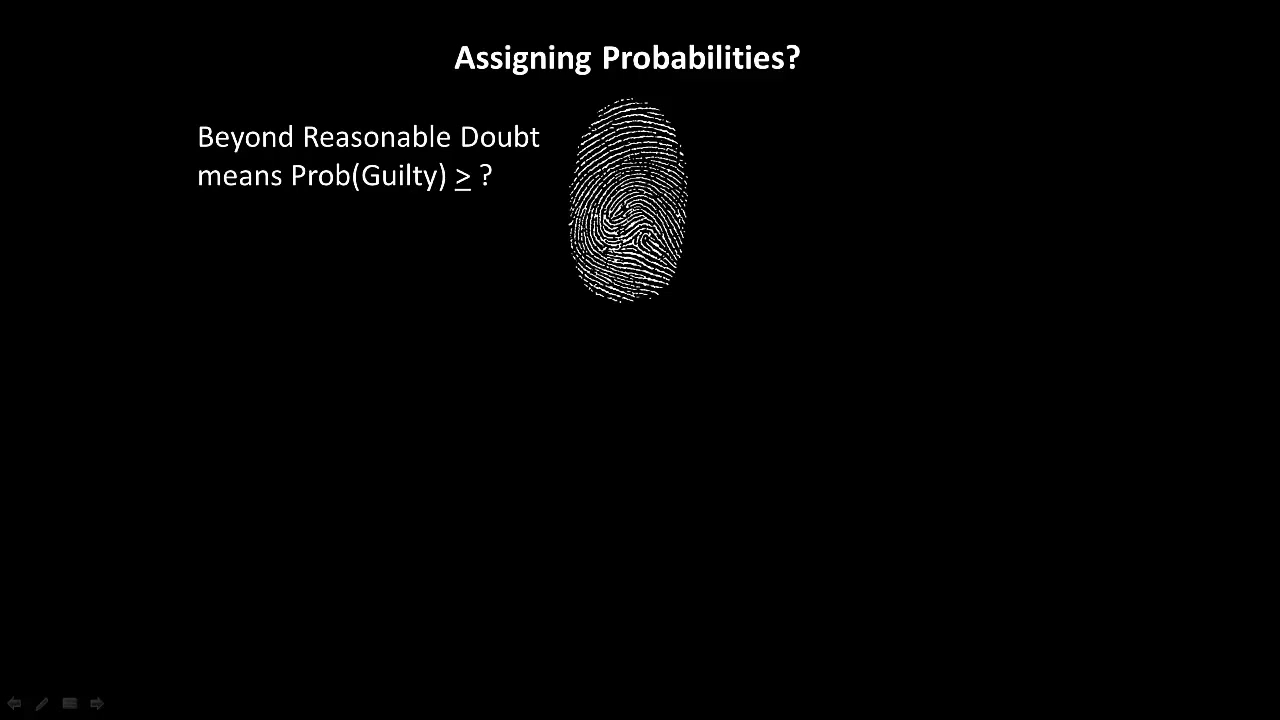 Assigning Probabilities?
Beyond Reasonable Doubt
means Prob(Guilty) ≥ ?